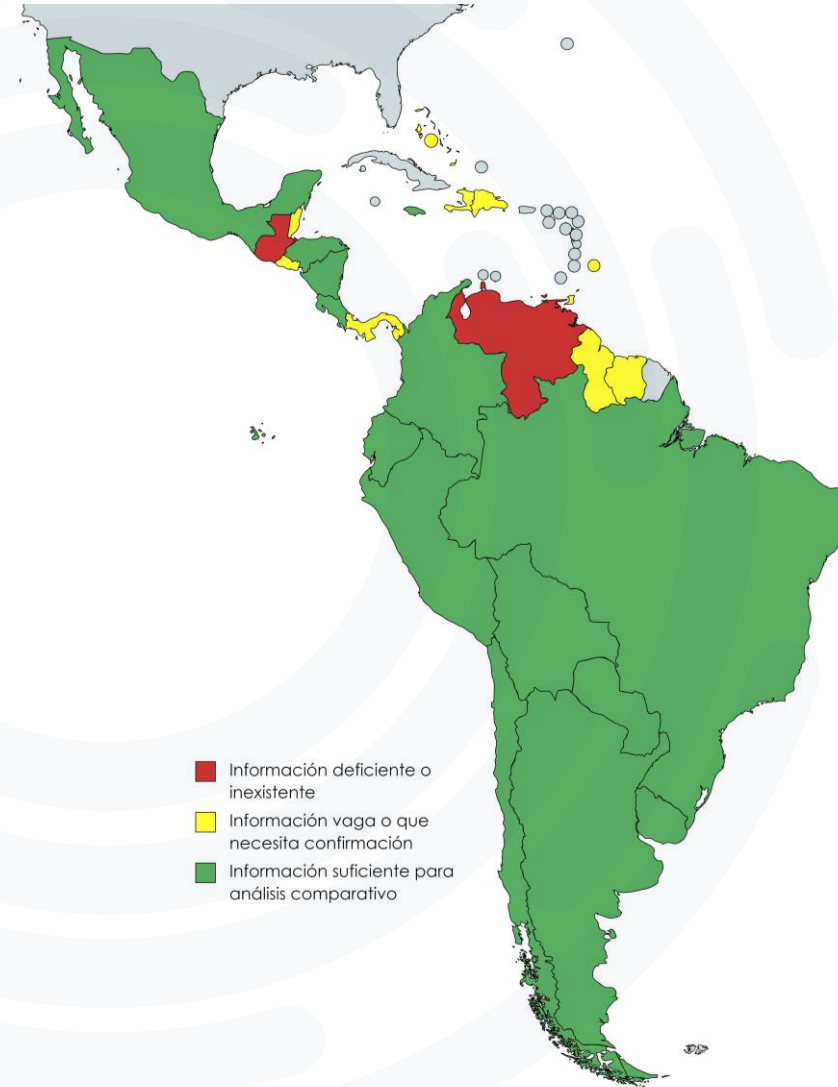 Información deficiente o
inexistente
Información vaga o que
necesita confirmación
Información suficiente para
análisis comparativo